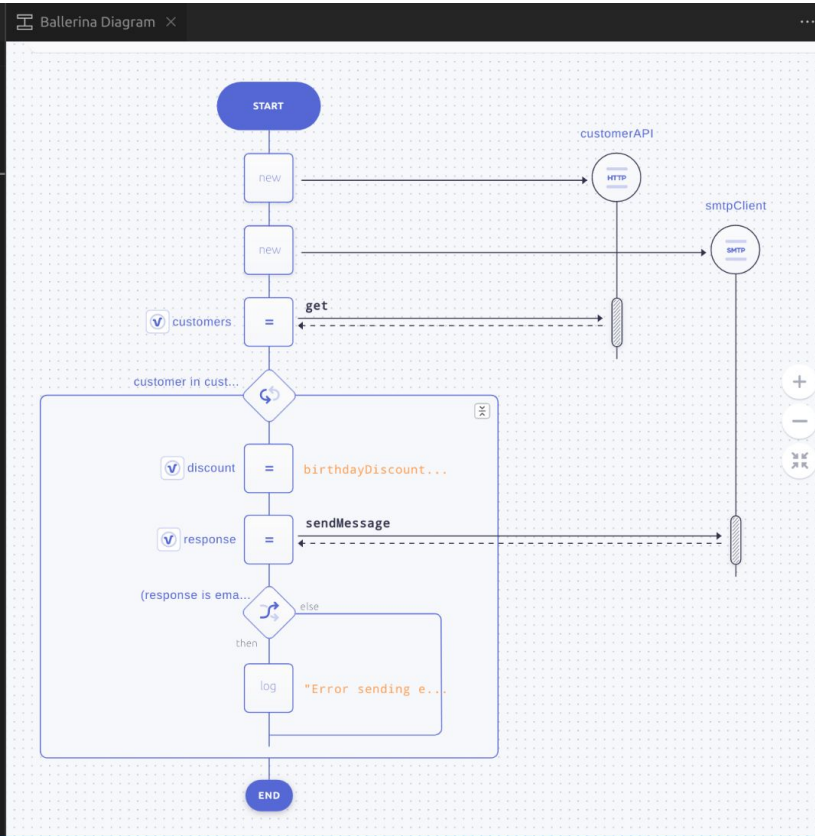 Ballerina Diagram
START
customerAPI
new
HTTP
smtpClient
new
SMTP
get
customers
=
customer in cust...
discount
=
birthdayDiscount...
sendMessage
response
=
(response is ema...
else
then
log
"Error sending e...
END